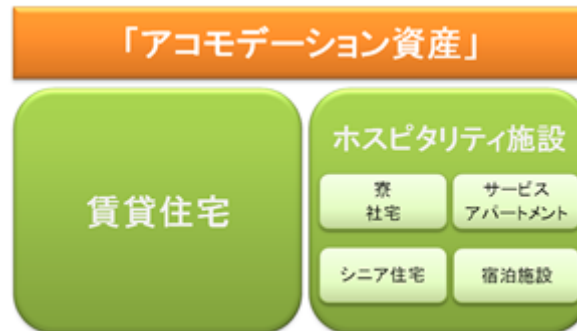 「アコモデーション資産」
賃貸住宅
ホスピタリティ施設
寮
社宅
サービス
アパートメント
シニア住宅
宿泊施設